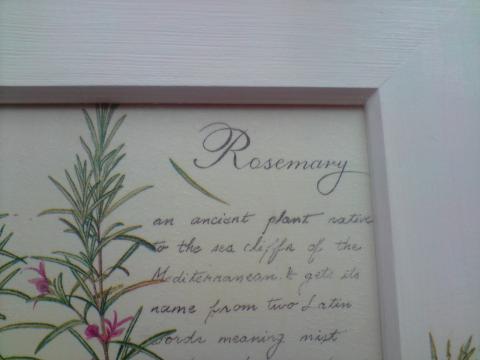 Rosemary
an ancient plant native
to the sea cliffs of the
Mediterranean. It gets its
name from two Latin
words meaning mist